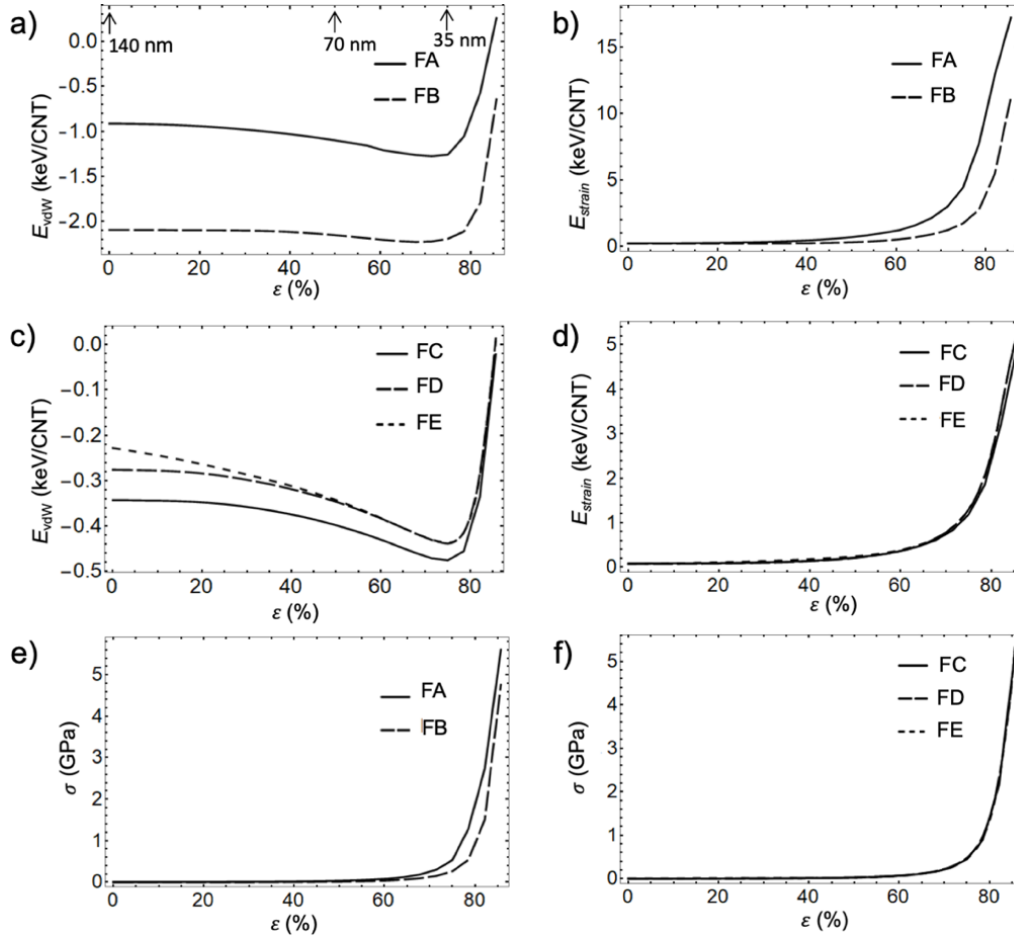 a)
140 nm
70 nm
35 nm
FA
FB
0.0
−0.5
−1.0
−1.5
−2.0
E_vdW (keV/CNT)
0 20 40 60 80
ε (%)
b)
FA
FB
15
10
5
0
E_strain (keV/CNT)
0 20 40 60 80
ε (%)
c)
FC
FD
FE
0.0
−0.1
−0.2
−0.3
−0.4
−0.5
E_vdW (keV/CNT)
0 20 40 60 80
ε (%)
d)
FC
FD
FE
5
4
3
2
1
0
E_strain (keV/CNT)
0 20 40 60 80
ε (%)
e)
FA
FB
5
4
3
2
1
0
σ (GPa)
0 20 40 60 80
ε (%)
f)
FC
FD
FE
5
4
3
2
1
0
σ (GPa)
0 20 40 60 80
ε (%)